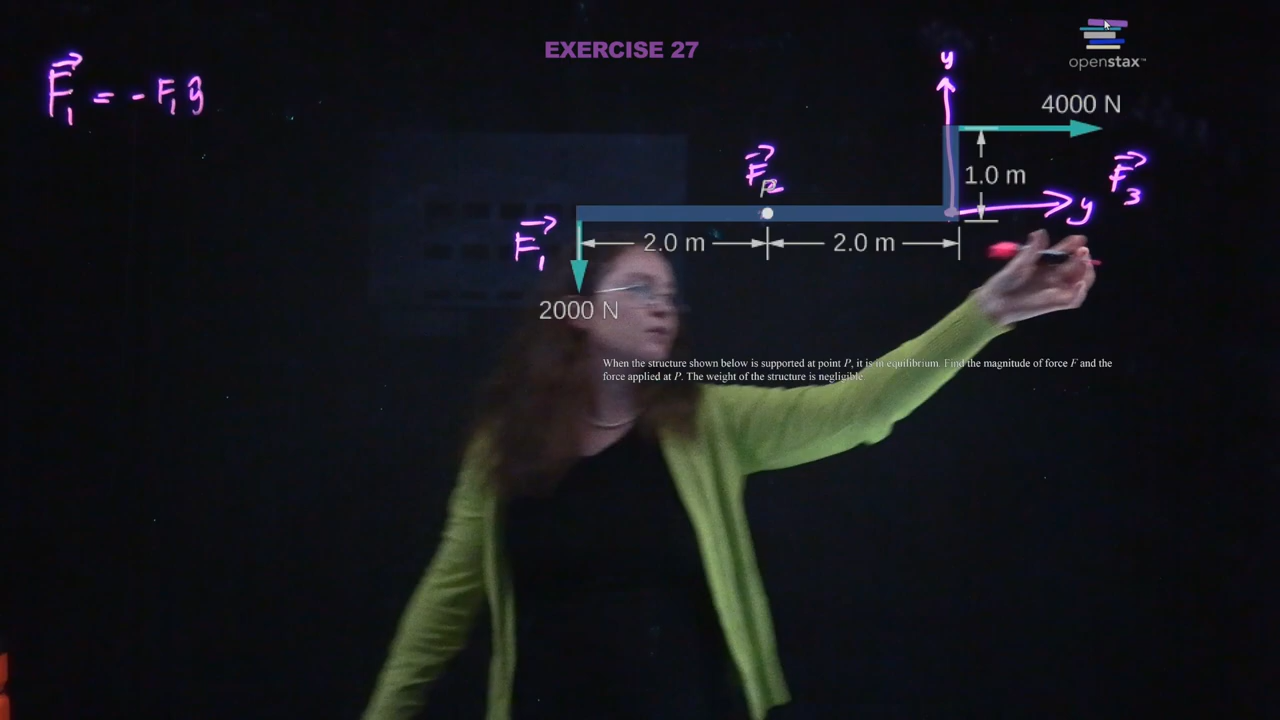 EXERCISE 27
openstax™
F⃗₁ = - F₁ ŷ
y
4000 N
F⃗₂
P
1.0 m
F⃗₃
y
F⃗₁
2.0 m
2.0 m
2000 N
When the structure shown below is supported at point P, it is in equilibrium. Find the magnitude of force F and the
force applied at P. The weight of the structure is negligible.